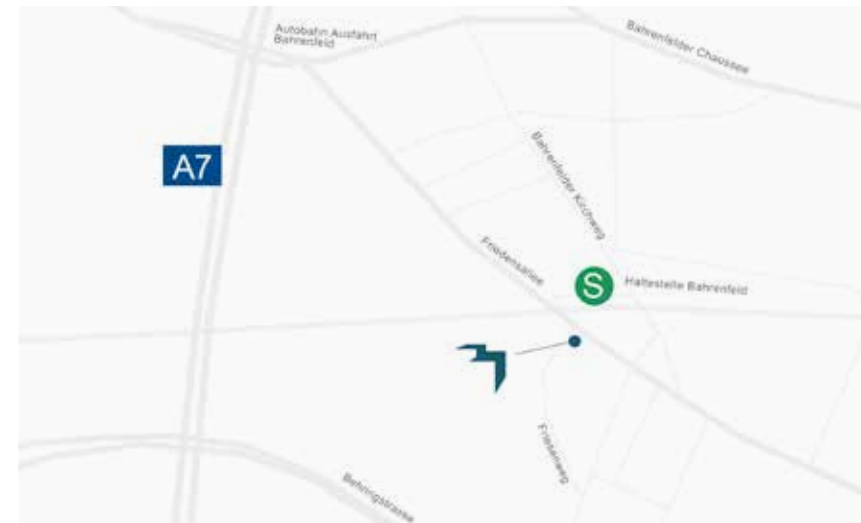 Autobahn Ausfahrt
Bahrenfeld
Bahrenfelder Chaussee
A7
Bahrenfelder Kirchweg
Friedensallee
S
Haltestelle Bahrenfeld
Friesenweg
Behringstrasse